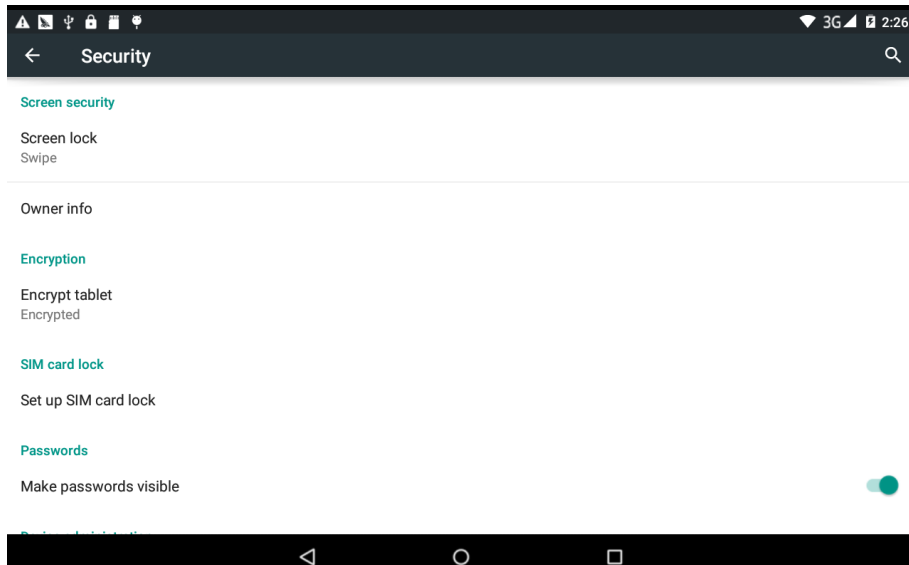 3G 2:26
Security
Screen security
Screen lock
Swipe
Owner info
Encryption
Encrypt tablet
Encrypted
SIM card lock
Set up SIM card lock
Passwords
Make passwords visible